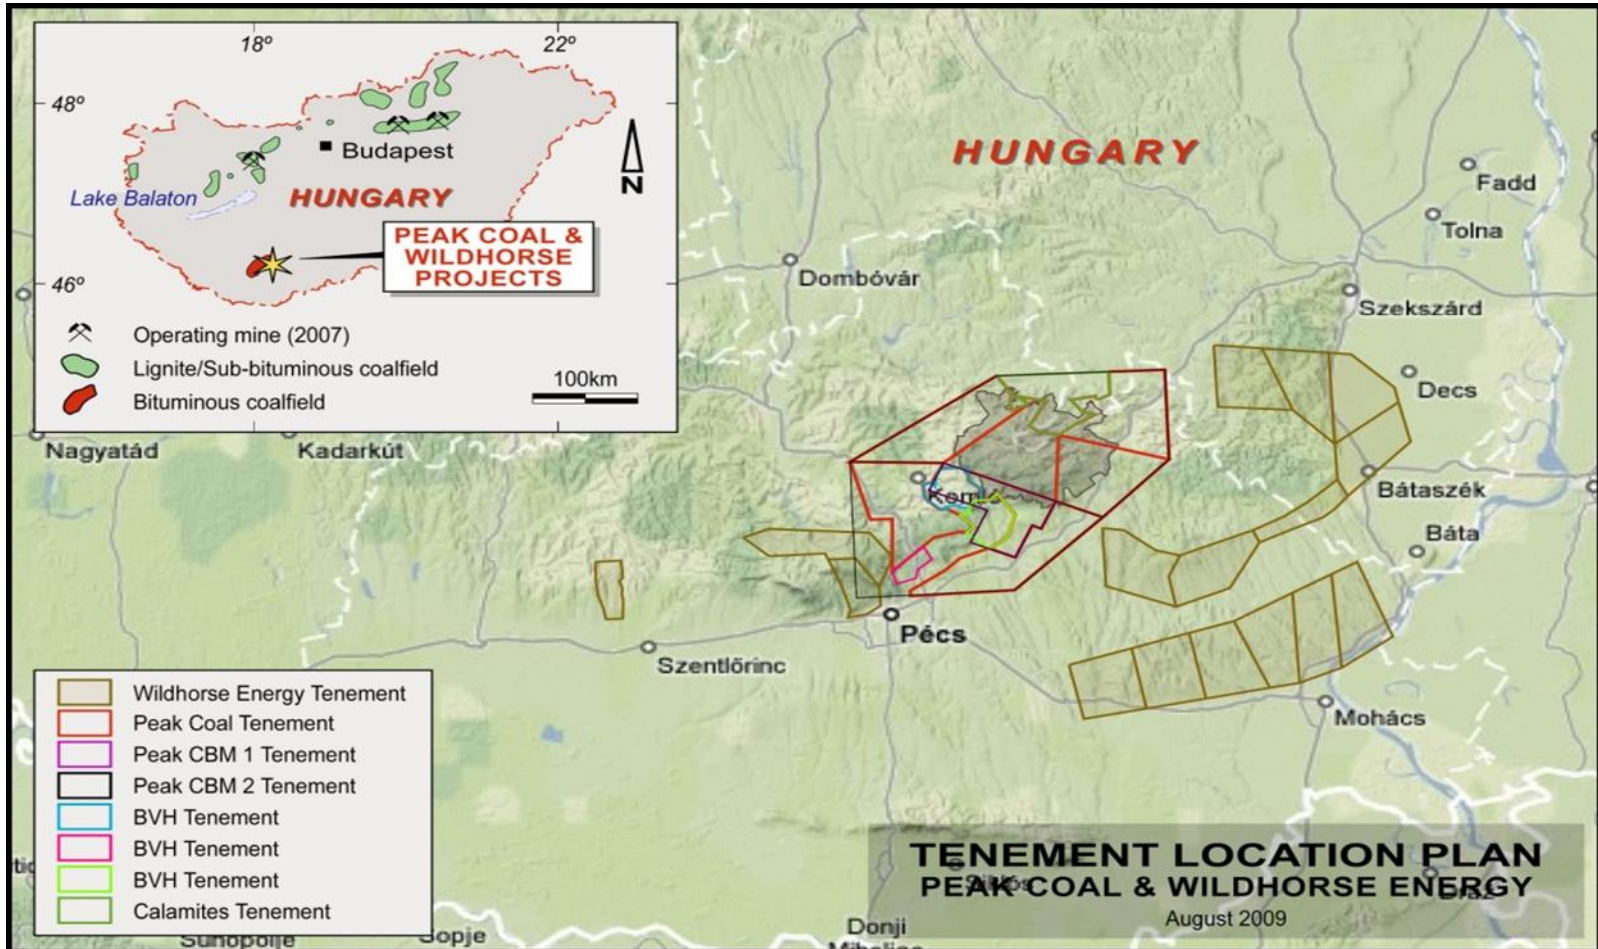 18º
22º
48º
46º
Budapest
Lake Balaton
HUNGARY
PEAK COAL &
WILDHORSE
PROJECTS
N
Operating mine (2007)
Lignite/Sub-bituminous coalfield
Bituminous coalfield
100km
HUNGARY
Fadd
Tolna
Dombóvár
Szekszárd
Decs
Nagyatád
Kadarkút
Bátaszék
Báta
Pécs
Szentlőrinc
Mohács
Wildhorse Energy Tenement
Peak Coal Tenement
Peak CBM 1 Tenement
Peak CBM 2 Tenement
BVH Tenement
BVH Tenement
BVH Tenement
Calamites Tenement
TENEMENT LOCATION PLAN
PEAK COAL & WILDHORSE ENERGY
August 2009
Sopje
Donji